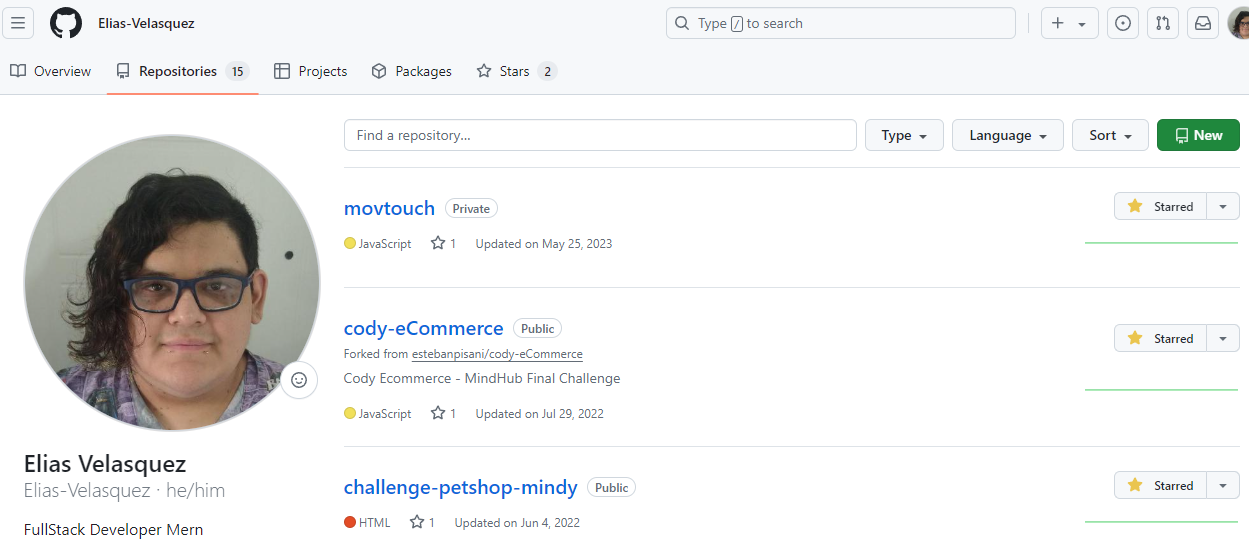 Elias-Velasquez
Type / to search
Overview
Repositories 15
Projects
Packages
Stars 2
Find a repository...
Type
Language
Sort
New
movtouch Private
Starred
JavaScript 1 Updated on May 25, 2023
cody-eCommerce Public
Starred
Forked from estebanpisani/cody-eCommerce
Cody Ecommerce - MindHub Final Challenge
JavaScript 1 Updated on Jul 29, 2022
challenge-petshop-mindy Public
Starred
HTML 1 Updated on Jun 4, 2022
Elias Velasquez
Elias-Velasquez · he/him
FullStack Developer Mern